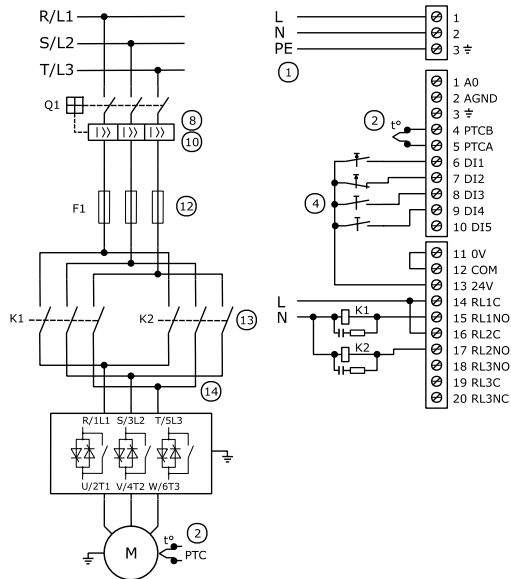 R/L1
S/L2
T/L3
Q1
8
I >> I >> I >>
10
F1
12
K1
K2
13
14
R/1L1 S/3L2 T/5L3
U/2T1 V/4T2 W/6T3
M
t°
2
PTC
L
N
PE
1
1
2
3
1 A0
2 AGND
3
4 PTCB
5 PTCA
6 DI1
7 DI2
8 DI3
9 DI4
10 DI5
2
t°
4
11 0V
12 COM
13 24V
14 RL1C
15 RL1NO
16 RL2C
17 RL2NO
18 RL3NO
19 RL3C
20 RL3NC
L
N
K1
K2